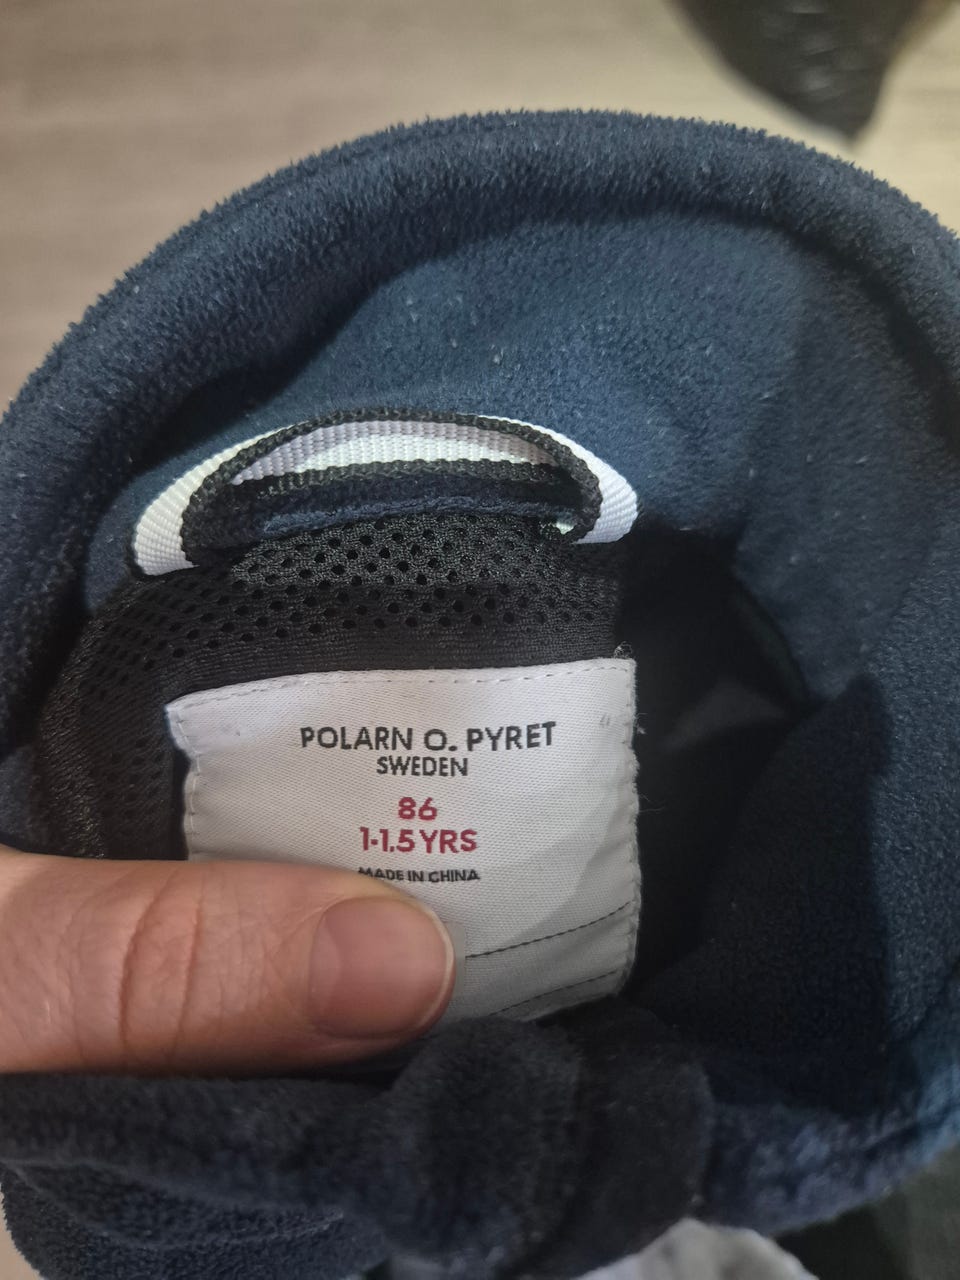 POLARN O. PYRET
SWEDEN
86
1-1,5 YRS
MADE IN CHINA